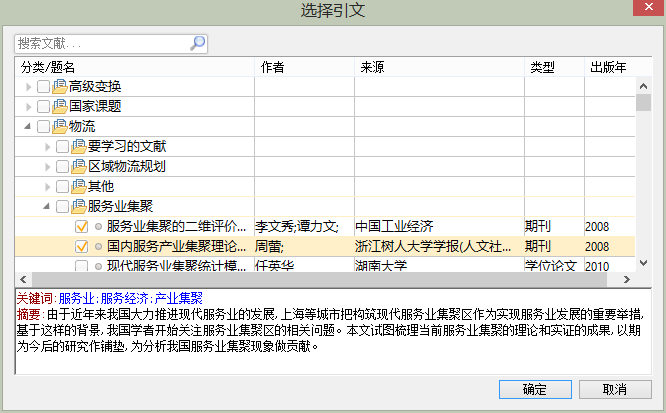 选择引文
搜索文献...
分类/题名 作者 来源 类型 出版年
高级变换
国家课题
物流
要学习的文献
区域物流规划
其他
服务业集聚
服务业集聚的二维评价... 李文秀;谭力文; 中国工业经济 期刊 2008
国内服务产业集聚理论... 周蕾; 浙江树人大学学报(人文社... 期刊 2008
现代服务业集聚统计模... 任英华 湖南大学 学位论文 2010
关键词:服务业;服务经济;产业集聚
摘要:由于近年来我国大力推进现代服务业的发展,上海等城市把构筑现代服务业集聚区作为实现服务业发展的重要举措,
基于这样的背景,我国学者开始关注服务业集聚区的相关问题。本文试图梳理当前服务业集聚的理论和实证的成果,以期
为今后的研究作铺垫,为分析我国服务业集聚现象做贡献。
确定 取消